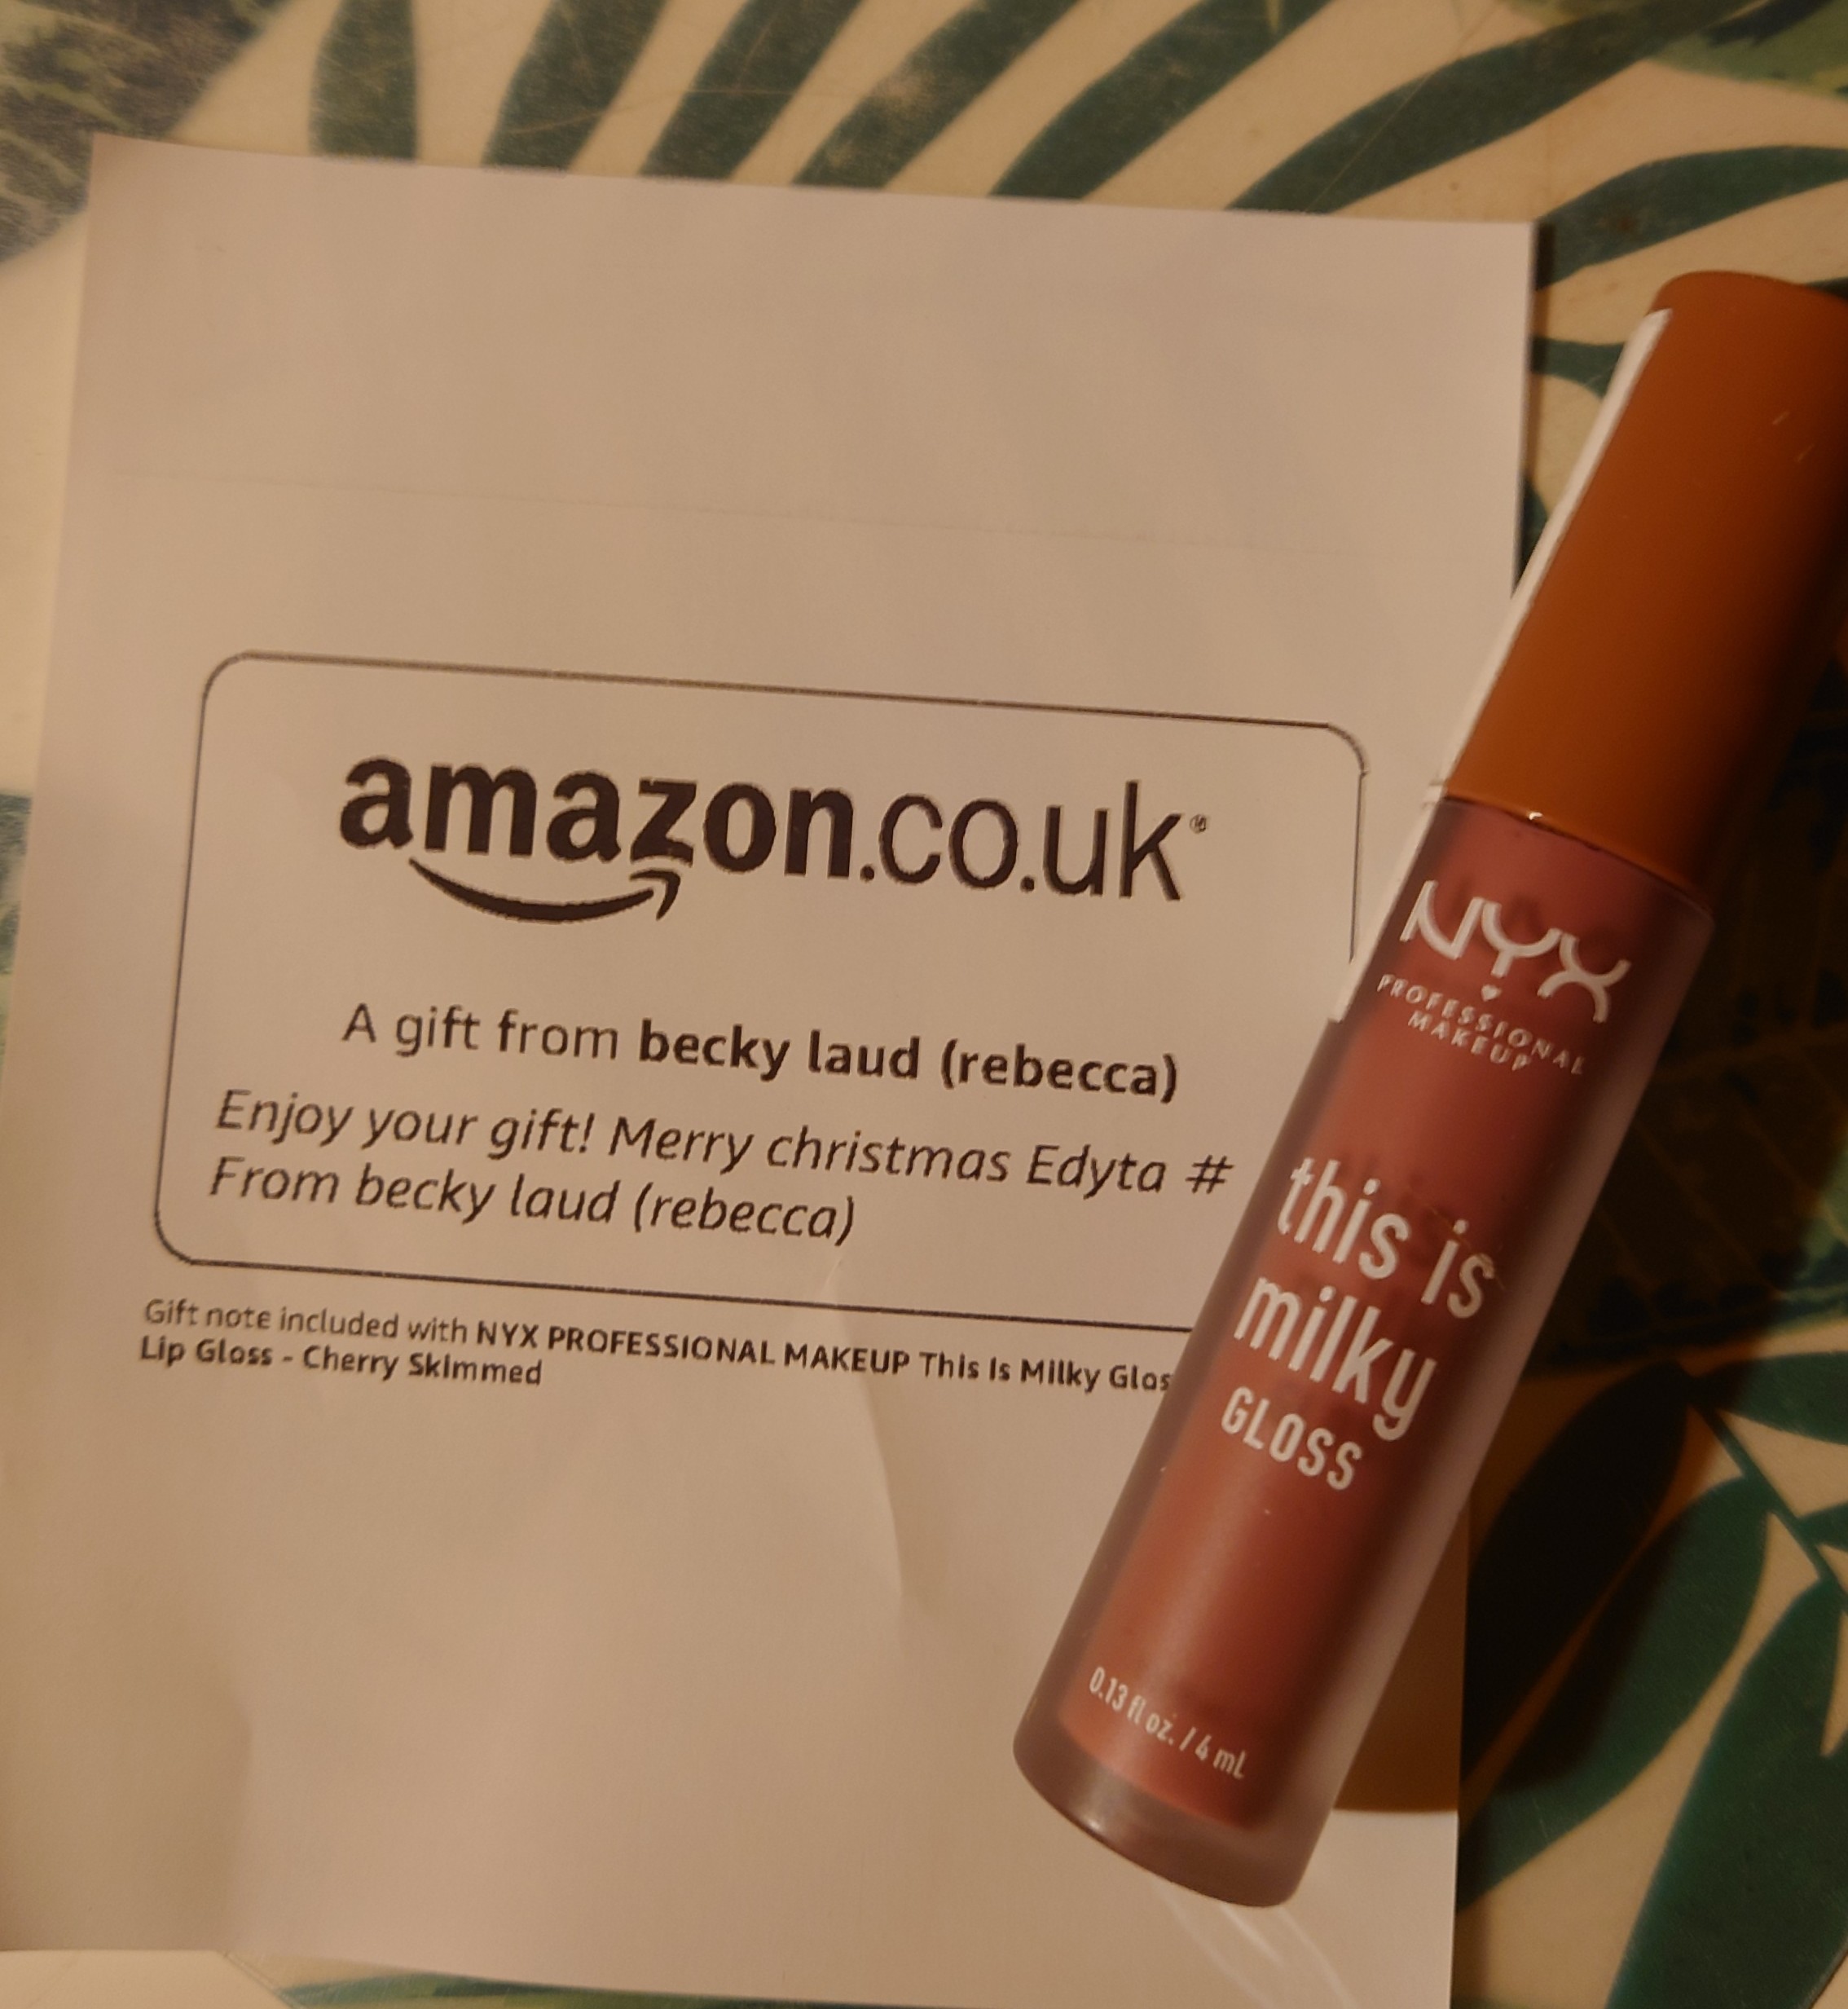 amazon.co.uk
A gift from becky laud (rebecca)
Enjoy your gift! Merry christmas Edyta #
From becky laud (rebecca)
Gift note included with NYX PROFESSIONAL MAKEUP This Is Milky Glos
Lip Gloss - Cherry Skimmed
NYX
PROFESSIONAL
MAKEUP
this is
milky
GLOSS
0.13 fl oz. / 4 mL